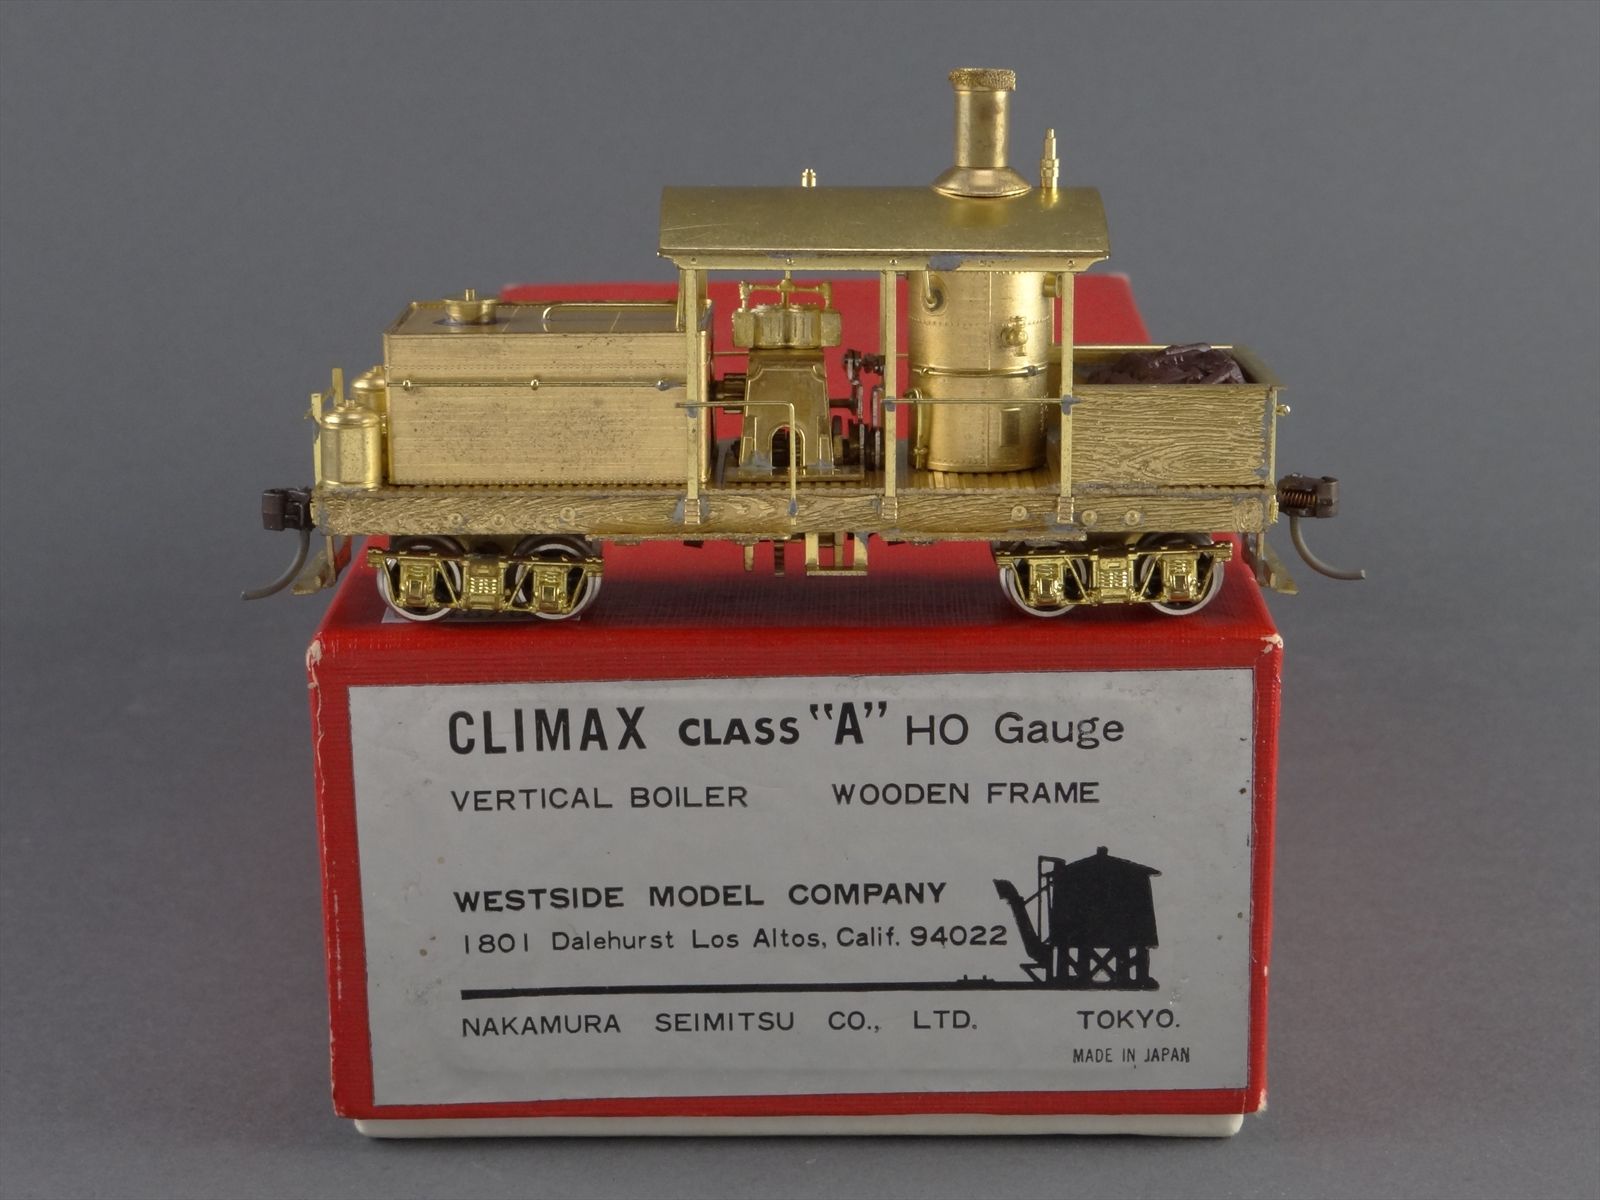 CLIMAX CLASS "A" HO Gauge
VERTICAL BOILER WOODEN FRAME
WESTSIDE MODEL COMPANY
1801 Dalehurst Los Altos, Calif. 94022
NAKAMURA SEIMITSU CO., LTD. TOKYO.
MADE IN JAPAN